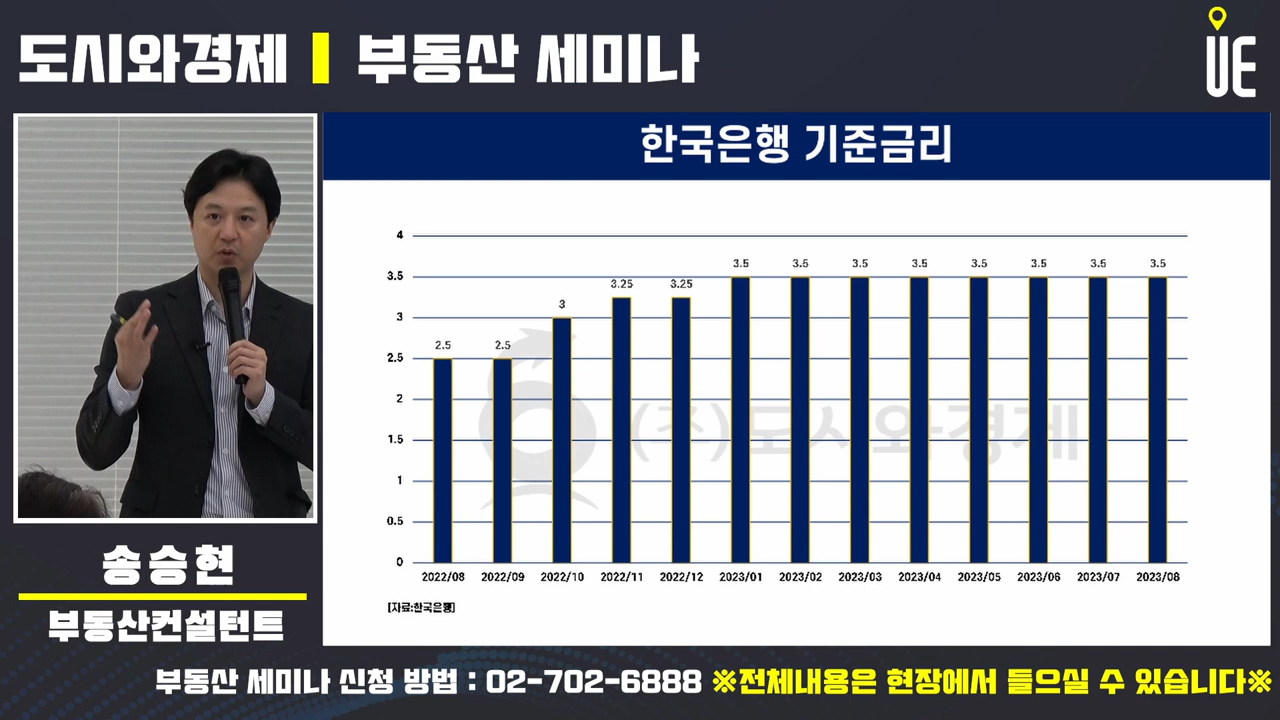 도시와경제 부동산 세미나
UE
한국은행 기준금리
4
3.5
3
2.5
2
1.5
1
0.5
0
2.5 2.5 3 3.25 3.25 3.5 3.5 3.5 3.5 3.5 3.5 3.5 3.5
2022/08 2022/09 2022/10 2022/11 2022/12 2023/01 2023/02 2023/03 2023/04 2023/05 2023/06 2023/07 2023/08
(주)도시와경제
[자료:한국은행]
송승현
부동산컨설턴트
부동산 세미나 신청 방법 : 02-702-6888 ※전체내용은 현장에서 들으실 수 있습니다※